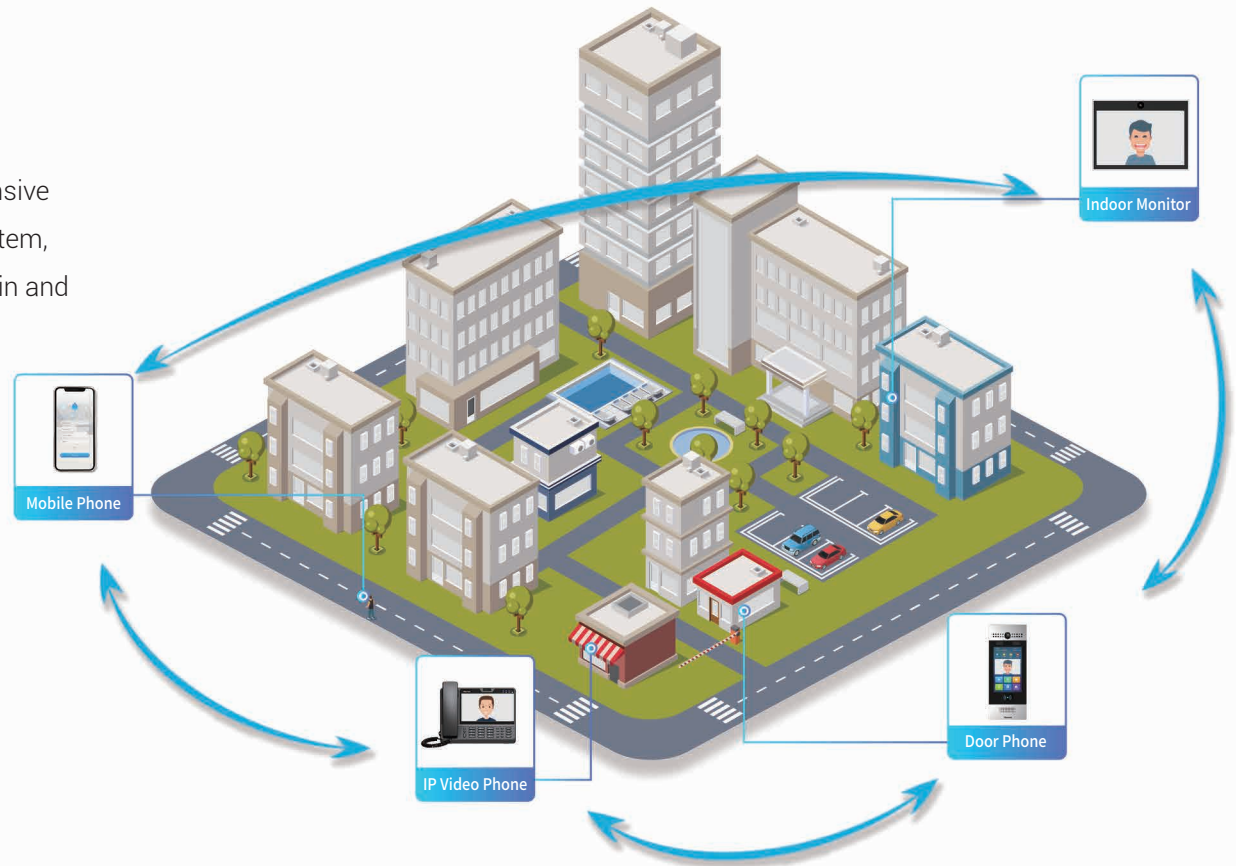 nsive
tem,
in and
Indoor Monitor
Mobile Phone
Door Phone
IP Video Phone